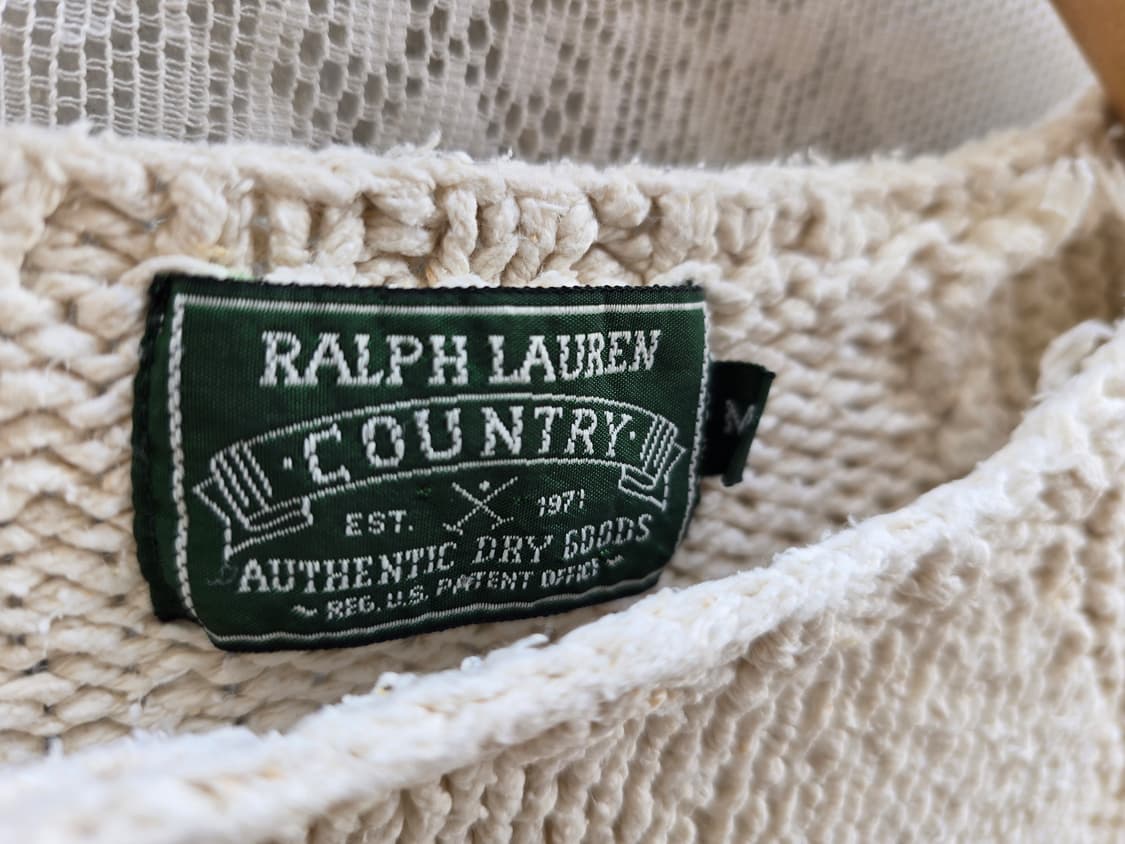 RALPH LAUREN
·COUNTRY·
EST. 1971
AUTHENTIC DRY GOODS
~ REG. U.S. PATENT OFFICE ~
M